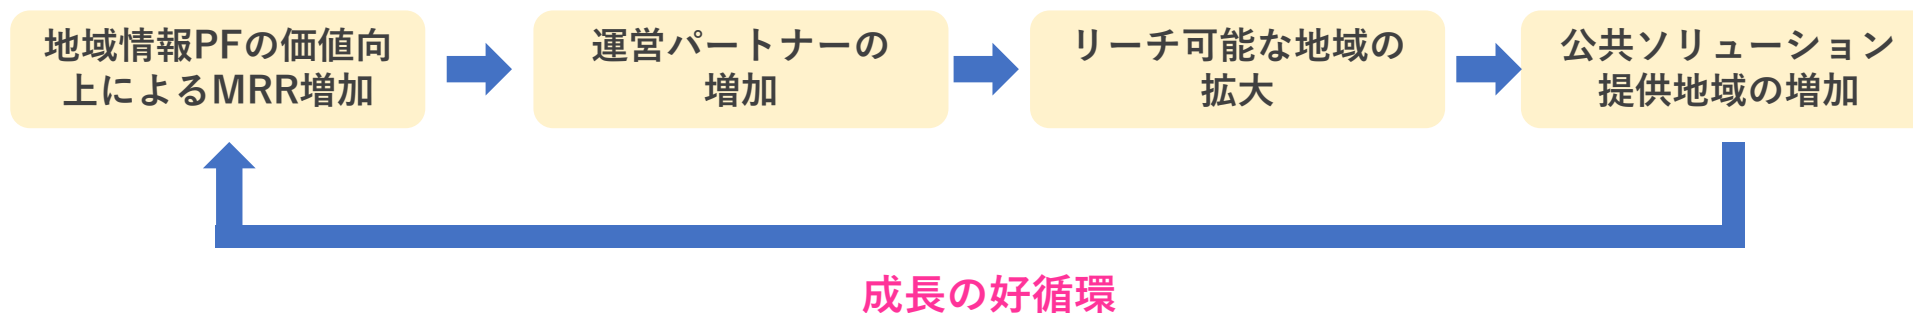 地域情報PFの価値向
上によるMRR増加
運営パートナーの
増加
リーチ可能な地域の
拡大
公共ソリューション
提供地域の増加
成長の好循環